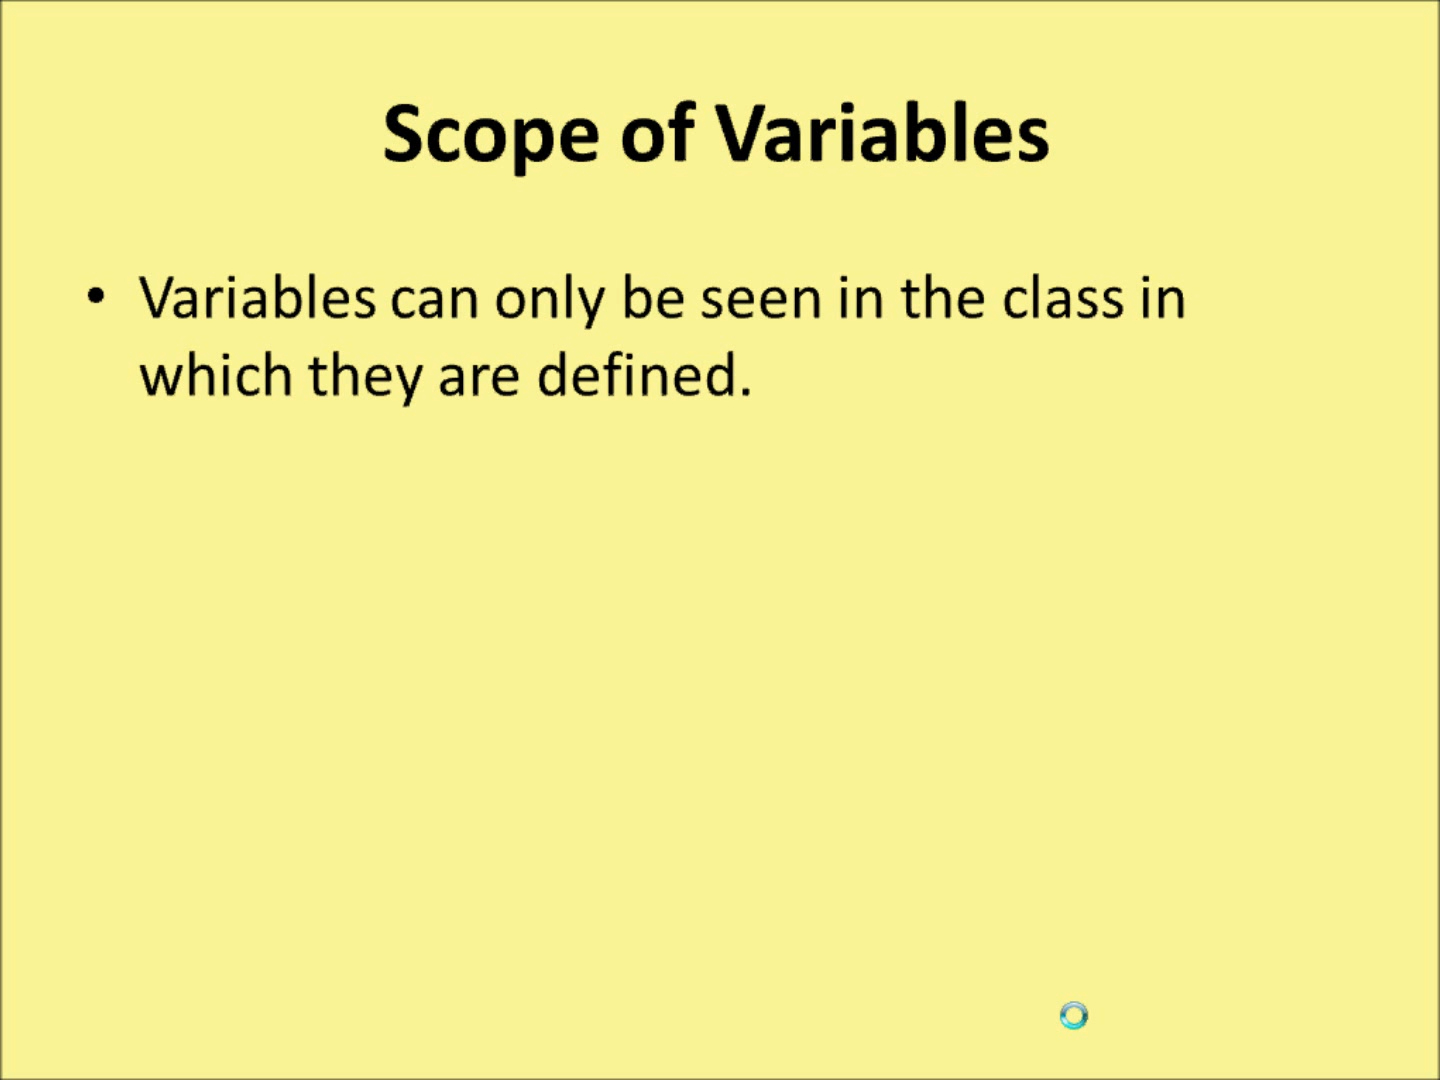 Scope of Variables
• Variables can only be seen in the class in
which they are defined.